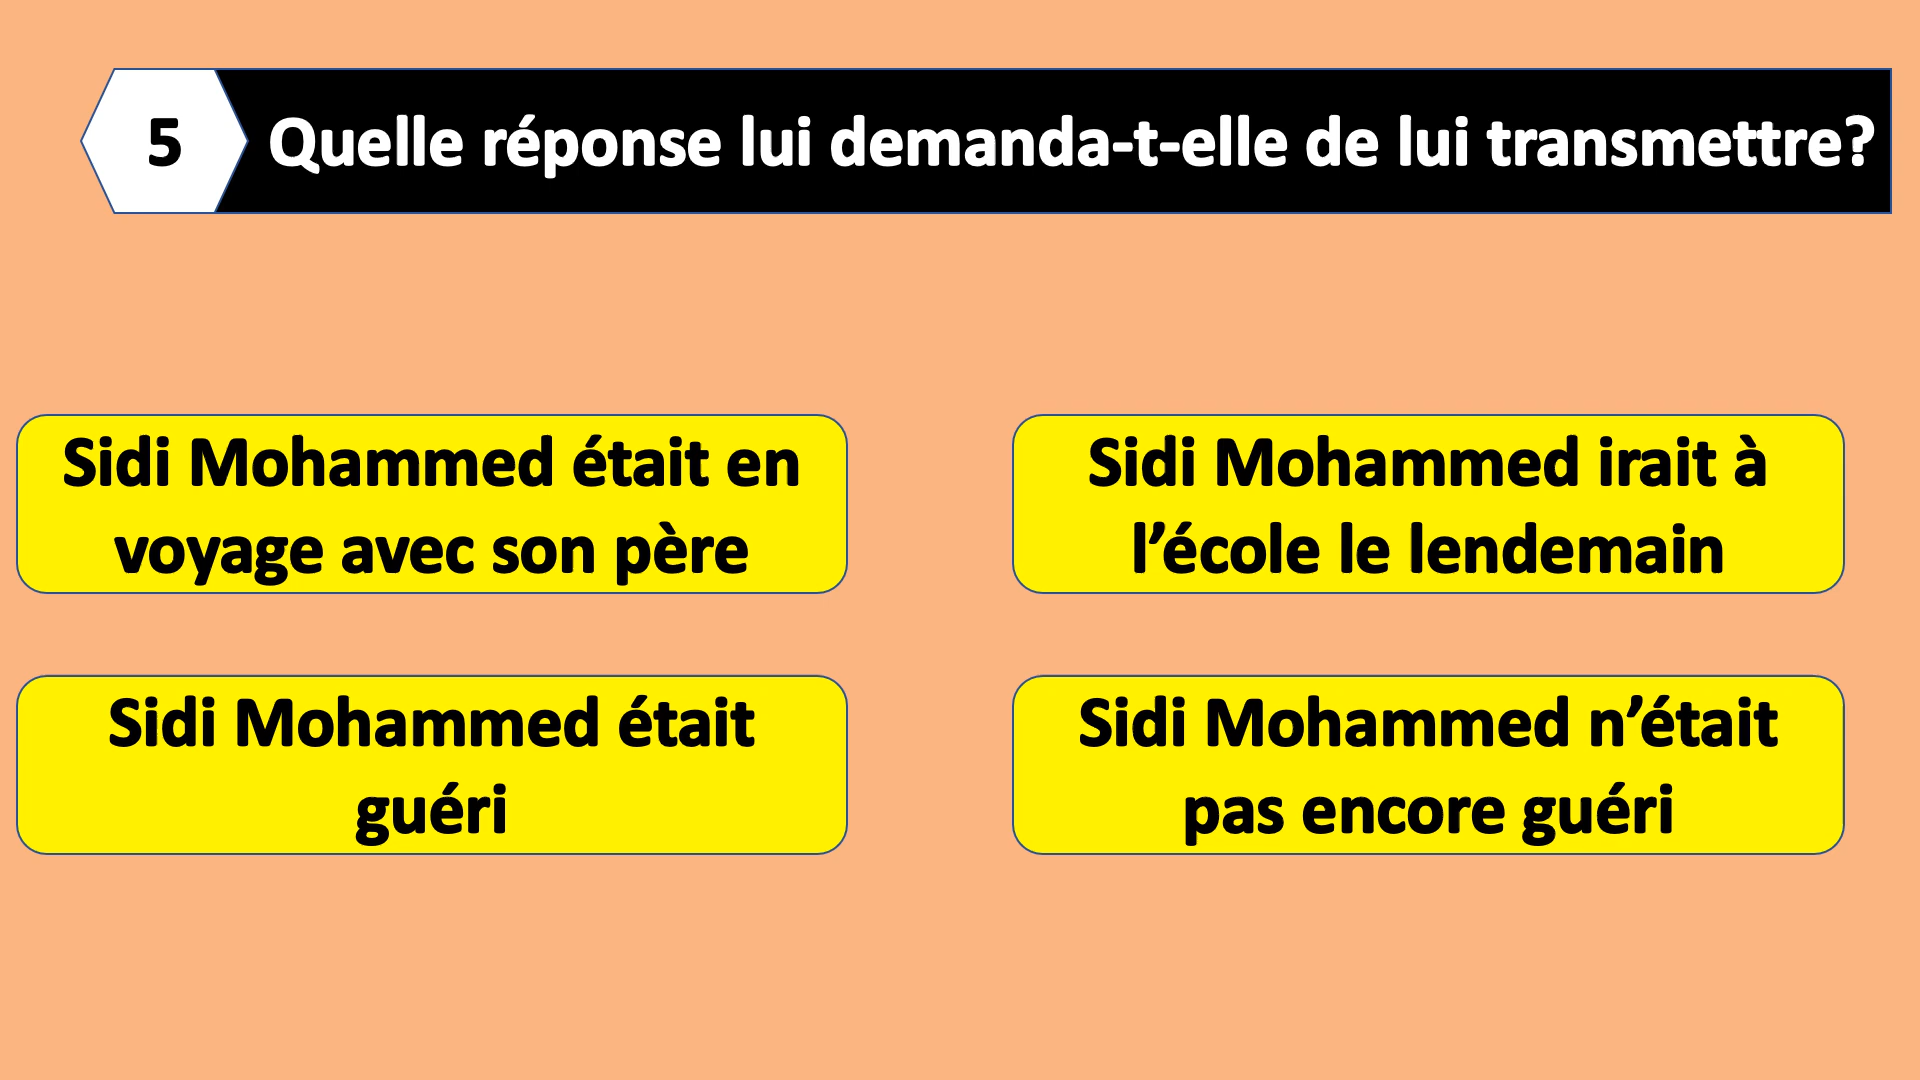 5 Quelle réponse lui demanda-t-elle de lui transmettre?
Sidi Mohammed était en
voyage avec son père
Sidi Mohammed irait à
l’école le lendemain
Sidi Mohammed était
guéri
Sidi Mohammed n’était
pas encore guéri